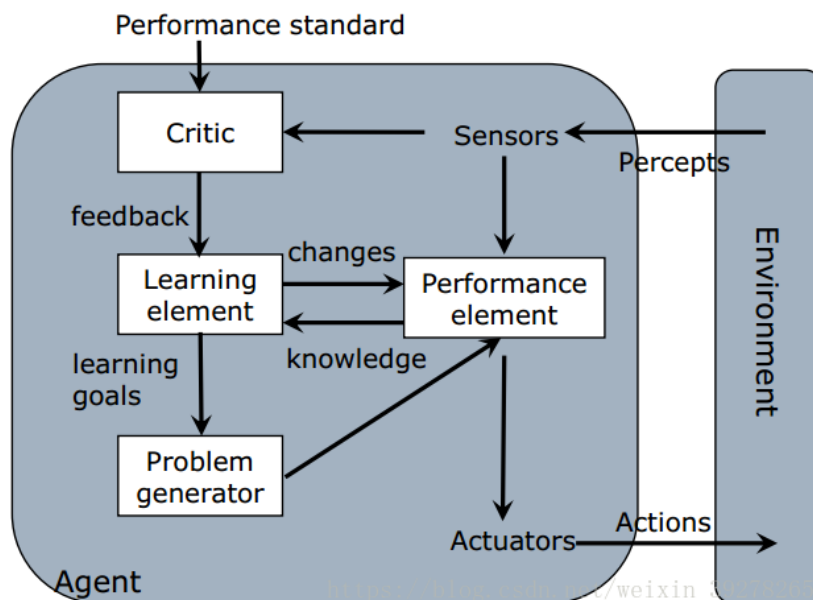 Performance standard
Critic
Sensors
Percepts
feedback
changes
Learning
element
Performance
element
knowledge
learning
goals
Problem
generator
Environment
Actuators
Actions
Agent